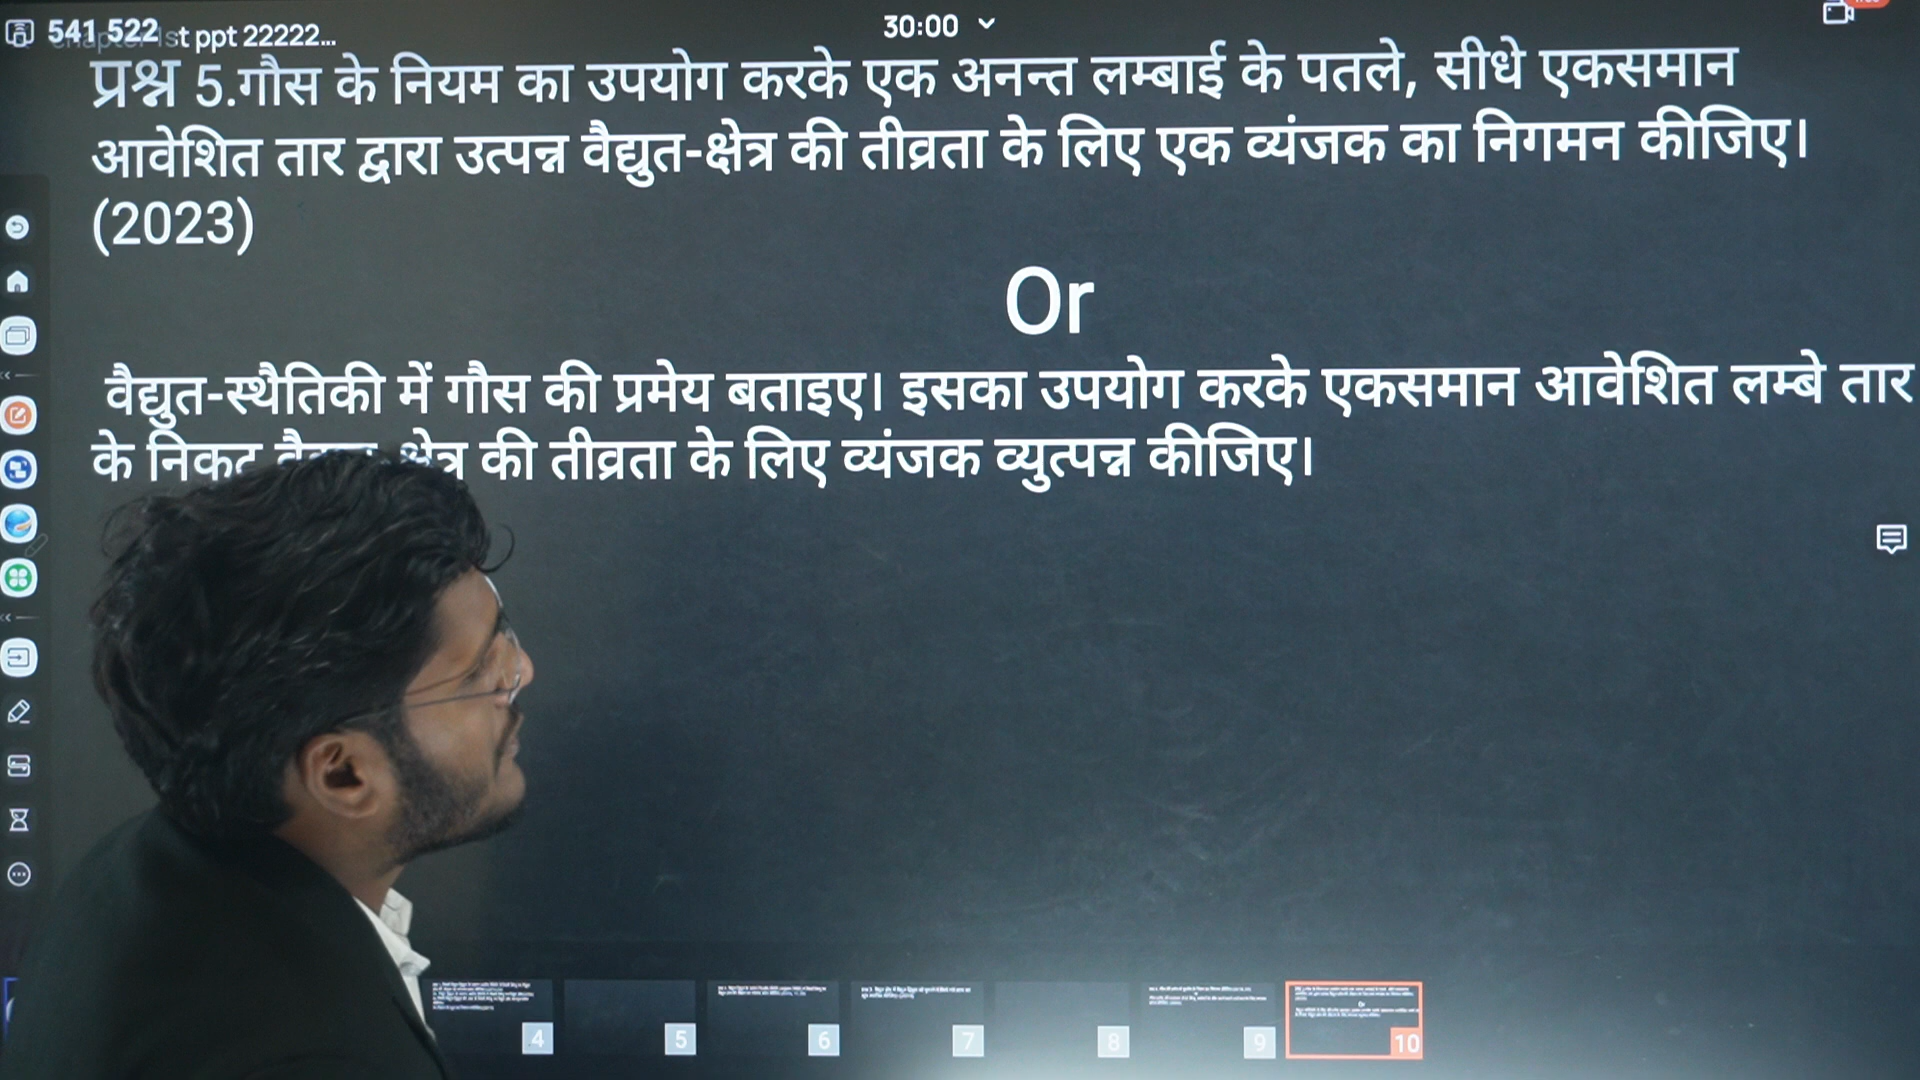 541 522 st ppt 22222...
30:00
प्रश्न 5.गौस के नियम का उपयोग करके एक अनन्त लम्बाई के पतले, सीधे एकसमान
आवेशित तार द्वारा उत्पन्न वैद्युत-क्षेत्र की तीव्रता के लिए एक व्यंजक का निगमन कीजिए।
(2023)
Or
वैद्युत-स्थैतिकी में गौस की प्रमेय बताइए। इसका उपयोग करके एकसमान आवेशित लम्बे तार
के निकट क्षेत्र की तीव्रता के लिए व्यंजक व्युत्पन्न कीजिए।
4 5 6 7 8 9 10